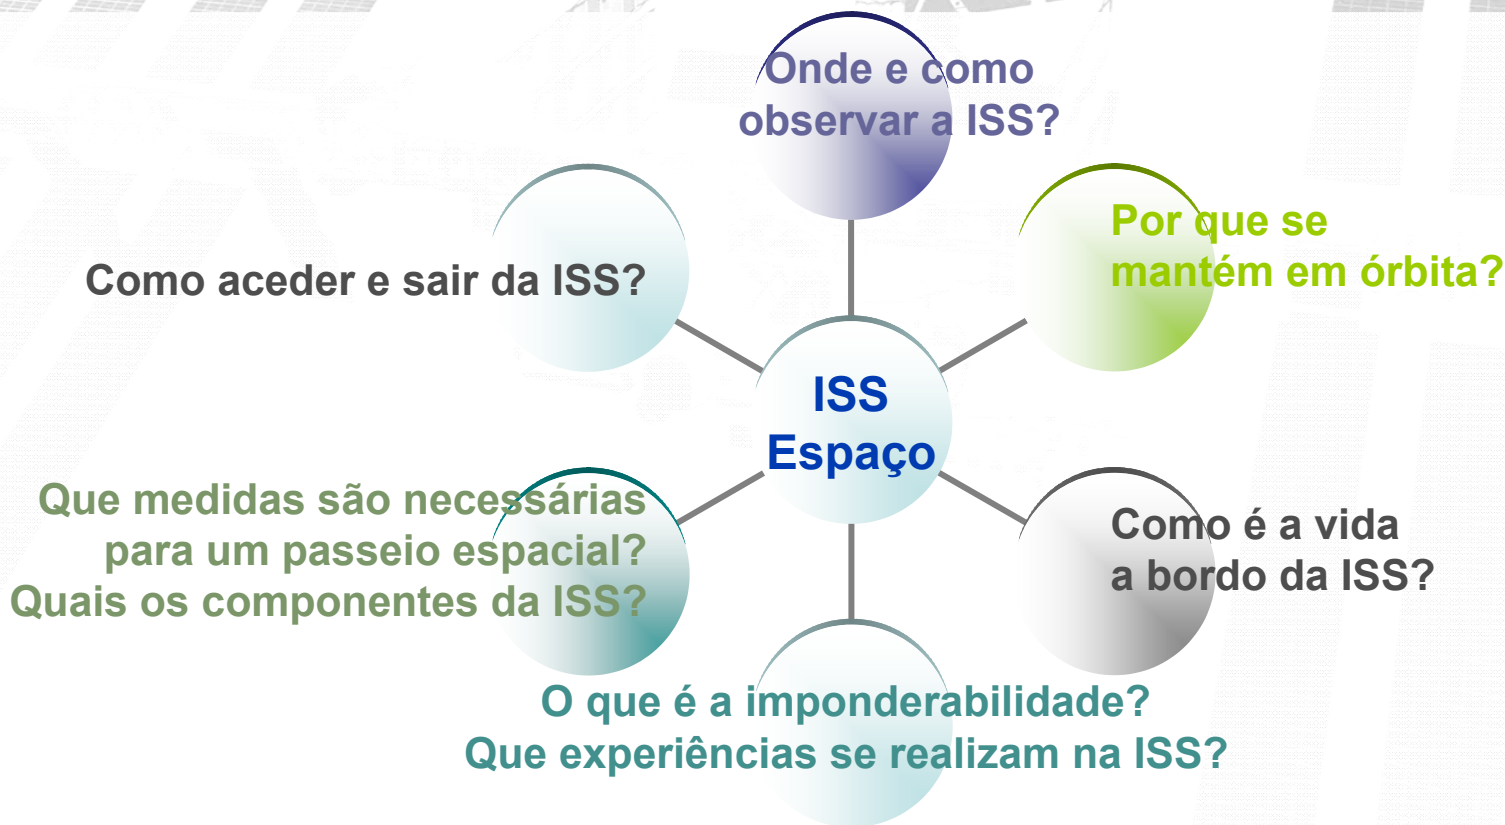 Onde e como
observar a ISS?
Por que se
mantém em órbita?
Como aceder e sair da ISS?
ISS
Espaço
Que medidas são necessárias
para um passeio espacial?
Quais os componentes da ISS?
Como é a vida
a bordo da ISS?
O que é a imponderabilidade?
Que experiências se realizam na ISS?